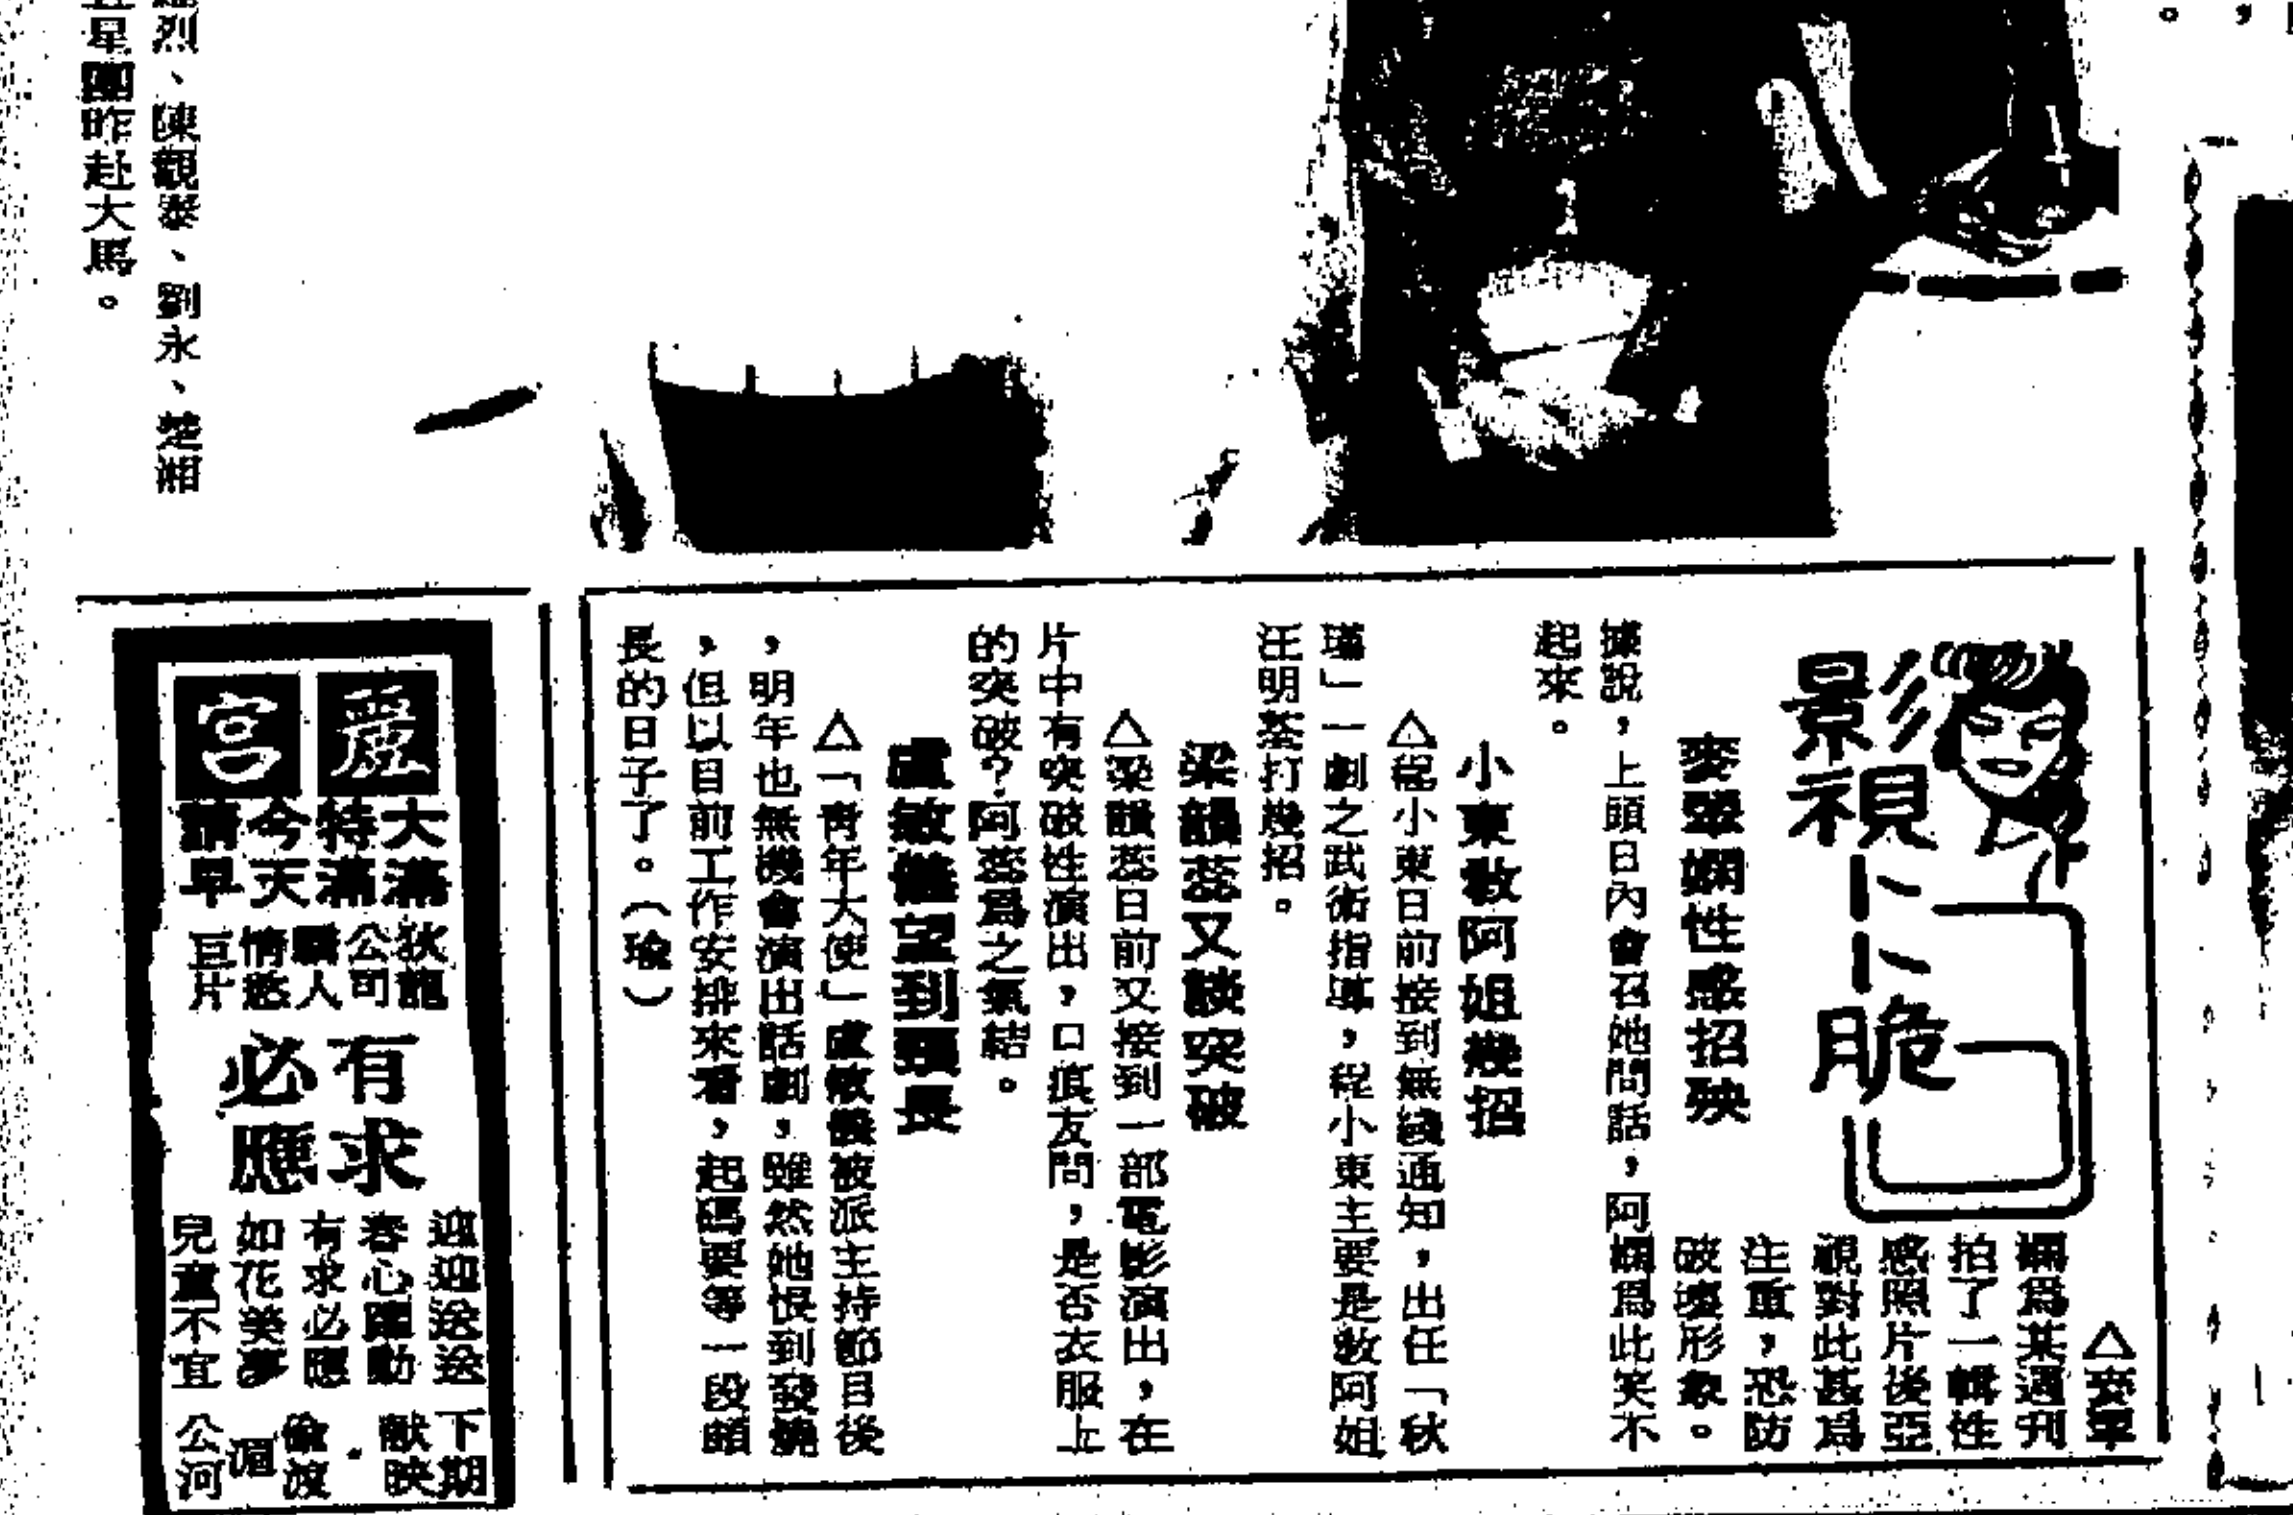 烈、陳觀泰、劉永、楚湘
五星團昨赴大馬。
影視卜卜脆
麥翠嫻性感招殃
△麥翠
嫻爲某週刊
拍了一輯性
感照片後亞
視對此甚爲
注重，恐防
破壞形象。
據說，上頭日內會召她問話，阿嫻爲此笑不
起來。
小東教阿姐幾招
△程小東日前接到無綫通知，出任「秋
瑾」一劇之武術指導，程小東主要是教阿姐
汪明荃打幾招。
梁韻蕊又談突破
△梁韻蕊日前又接到一部電影演出，在
片中有突破性演出，口痕友問，是否衣服上
的突破？阿蕊爲之氣結。
盧敏儀望到頸長
△「青年大使」盧敏儀被派主持節目後
，明年也無機會演出話劇，雖然她恨到發燒
，但以目前工作安排來看，起碼要等一段頗
長的日子了。（瑜）
慶宮
大滿
特滿
今天
請早
狄龍
公司
驕人
情慾
巨片
有求
必應
迎迎送送
春心躍動
有求必應
如花美夢
兒童不宜
下期
献映
偷渡
湄
公河